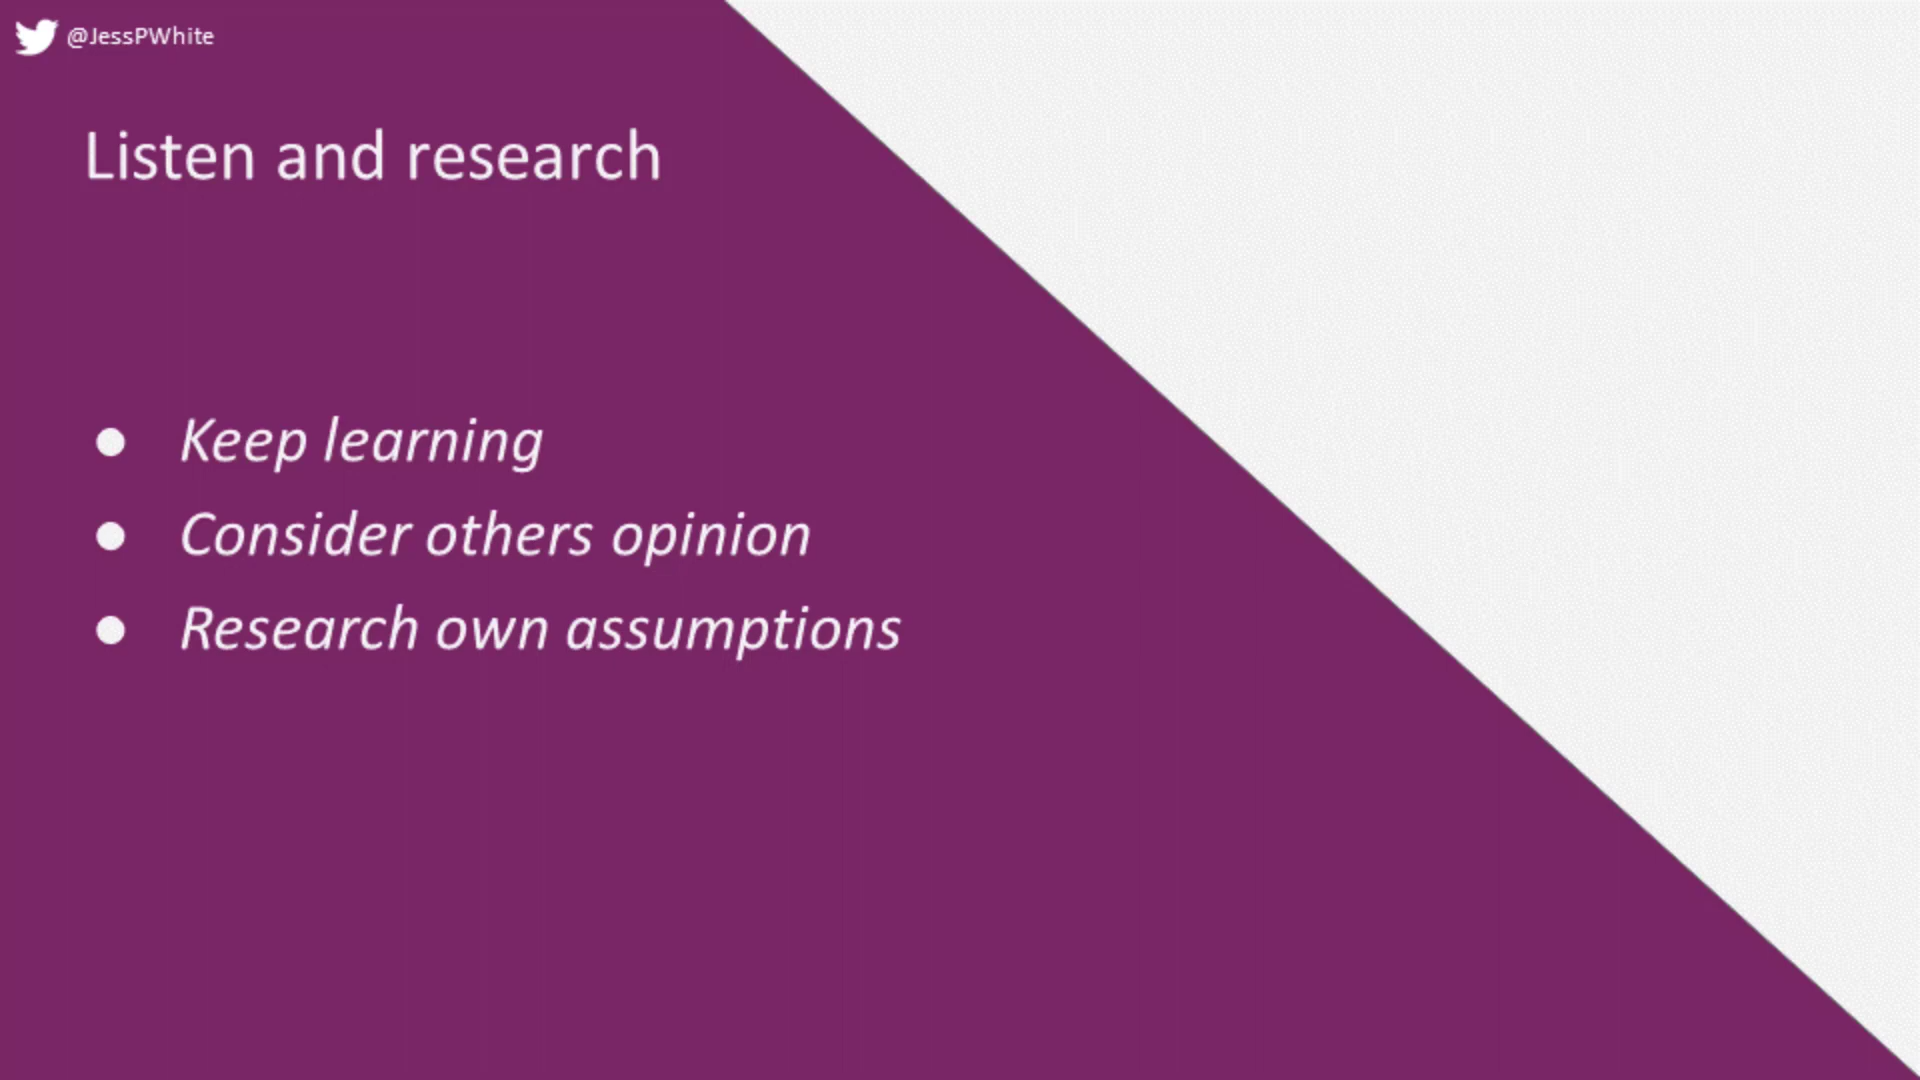 @JessPWhite
Listen and research
● Keep learning
● Consider others opinion
● Research own assumptions